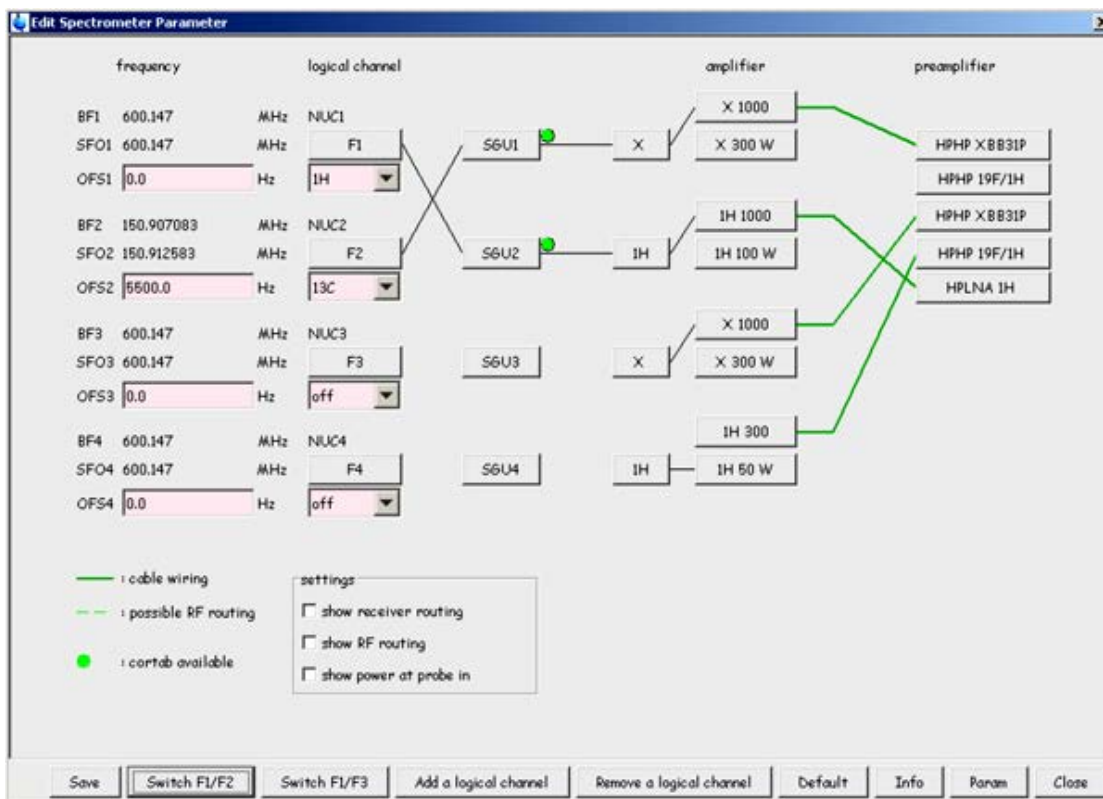 Edit Spectrometer Parameter
frequency logical channel amplifier preamplifier
BF1 600.147 MHz NUC1 X 1000
SFO1 600.147 MHz F1 SGU1 X X 300 W HPHP XBB31P
OFS1 0.0 Hz 1H HPHP 19F/1H
BF2 150.907083 MHz NUC2 1H 1000 HPHP XBB31P
SFO2 150.912583 MHz F2 SGU2 1H 1H 100 W HPHP 19F/1H
OFS2 5500.0 Hz 13C HPLNA 1H
BF3 600.147 MHz NUC3 X 1000
SFO3 600.147 MHz F3 SGU3 X X 300 W
OFS3 0.0 Hz off
BF4 600.147 MHz NUC4 1H 300
SFO4 600.147 MHz F4 SGU4 1H 1H 50 W
OFS4 0.0 Hz off
: cable wiring settings
: possible RF routing show receiver routing
show RF routing
: cortab available show power at probe in
Save Switch F1/F2 Switch F1/F3 Add a logical channel Remove a logical channel Default Info Param Close